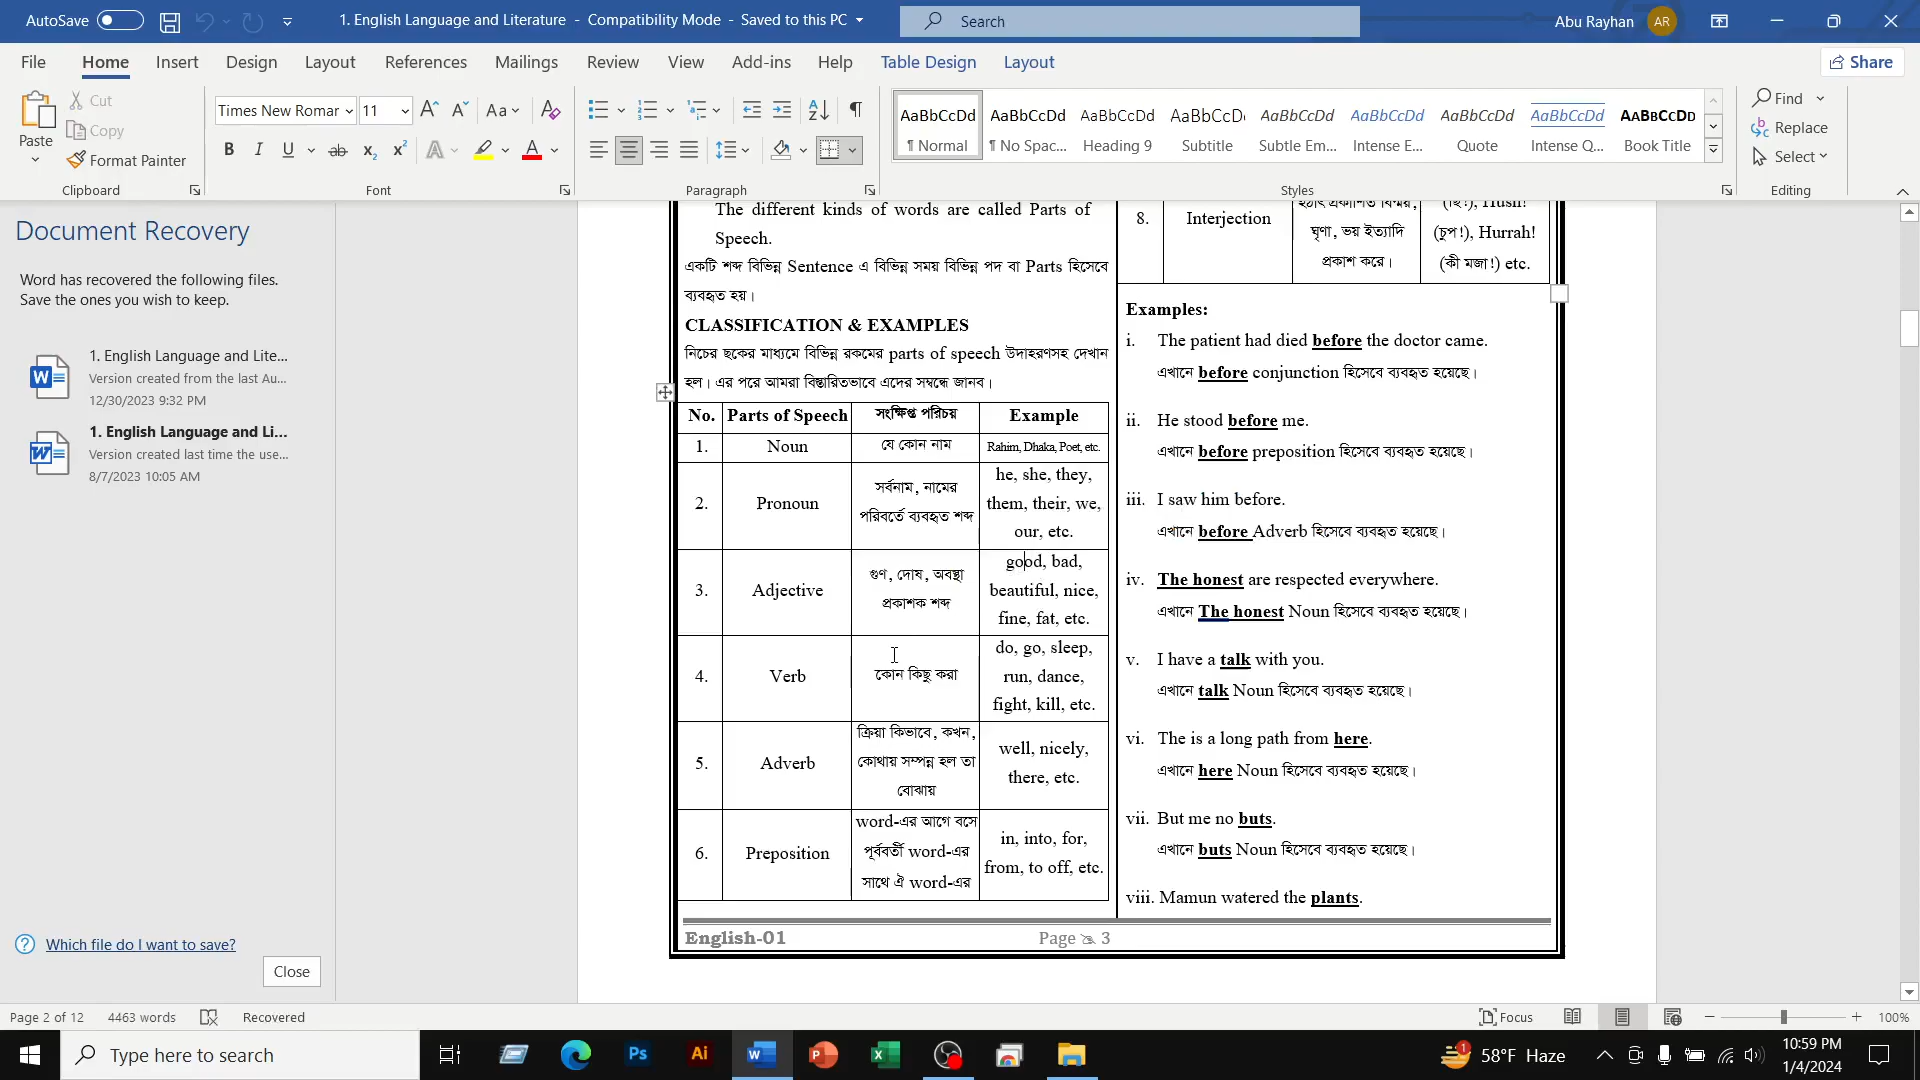 AutoSave
1. English Language and Literature - Compatibility Mode - Saved to this PC
Search
Abu Rayhan
AR
File Home Insert Design Layout References Mailings Review View Add-ins Help Table Design Layout
Share
Paste
Cut
Copy
Format Painter
Clipboard
Times New Romar 11
Font
Paragraph
AaBbCcDd AaBbCcDd AaBbCcDd AaBbCcD AaBbCcDd AaBbCcDd AaBbCcDd AaBbCcDd AaBbCcDd
¶ Normal ¶ No Spac... Heading 9 Subtitle Subtle Em... Intense E... Quote Intense Q... Book Title
Styles
Find
Replace
Select
Editing
Document Recovery
Word has recovered the following files.
Save the ones you wish to keep.
1. English Language and Lite...
Version created from the last Au...
12/30/2023 9:32 PM
1. English Language and Li...
Version created last time the use...
8/7/2023 10:05 AM
Which file do I want to save?
Close
The different kinds of words are called Parts of
Speech.
একটি শব্দ বিভিন্ন Sentence এ বিভিন্ন সময় বিভিন্ন পদ বা Parts হিসেবে
ব্যবহৃত হয়।
CLASSIFICATION & EXAMPLES
নিচের ছকের মাধ্যমে বিভিন্ন রকমের parts of speech উদাহরণসহ দেখান
হল। এর পরে আমরা বিস্তারিতভাবে এদের সম্বন্ধে জানব।
No. Parts of Speech সংক্ষিপ্ত পরিচয় Example
1. Noun যে কোন নাম Rahim, Dhaka, Poet, etc.
2. Pronoun
সর্বনাম, নামের
পরিবর্তে ব্যবহৃত শব্দ
he, she, they,
them, their, we,
our, etc.
3. Adjective
গুণ, দোষ, অবস্থা
প্রকাশক শব্দ
good, bad,
beautiful, nice,
fine, fat, etc.
4. Verb
কোন কিছু করা
do, go, sleep,
run, dance,
fight, kill, etc.
5. Adverb
ক্রিয়া কিভাবে, কখন,
কোথায় সম্পন্ন হল তা
বোঝায়
well, nicely,
there, etc.
6. Preposition
word-এর আগে বসে
পূর্ববর্তী word-এর
সাথে ঐ word-এর
in, into, for,
from, to off, etc.
8. Interjection
হঠাৎ প্রকাশিত বিস্ময়,
ঘৃণা, ভয় ইত্যাদি
প্রকাশ করে।
(ছি!), Hush!
(চুপ!), Hurrah!
(কী মজা!) etc.
Examples:
i. The patient had died before the doctor came.
এখানে before conjunction হিসেবে ব্যবহৃত হয়েছে।
ii. He stood before me.
এখানে before preposition হিসেবে ব্যবহৃত হয়েছে।
iii. I saw him before.
এখানে before Adverb হিসেবে ব্যবহৃত হয়েছে।
iv. The honest are respected everywhere.
এখানে The honest Noun হিসেবে ব্যবহৃত হয়েছে।
v. I have a talk with you.
এখানে talk Noun হিসেবে ব্যবহৃত হয়েছে।
vi. The is a long path from here.
এখানে here Noun হিসেবে ব্যবহৃত হয়েছে।
vii. But me no buts.
এখানে buts Noun হিসেবে ব্যবহৃত হয়েছে।
viii. Mamun watered the plants.
English-01 Page 3
Page 2 of 12 4463 words Recovered
Focus
100%
Type here to search
58°F Haze
10:59 PM
1/4/2024